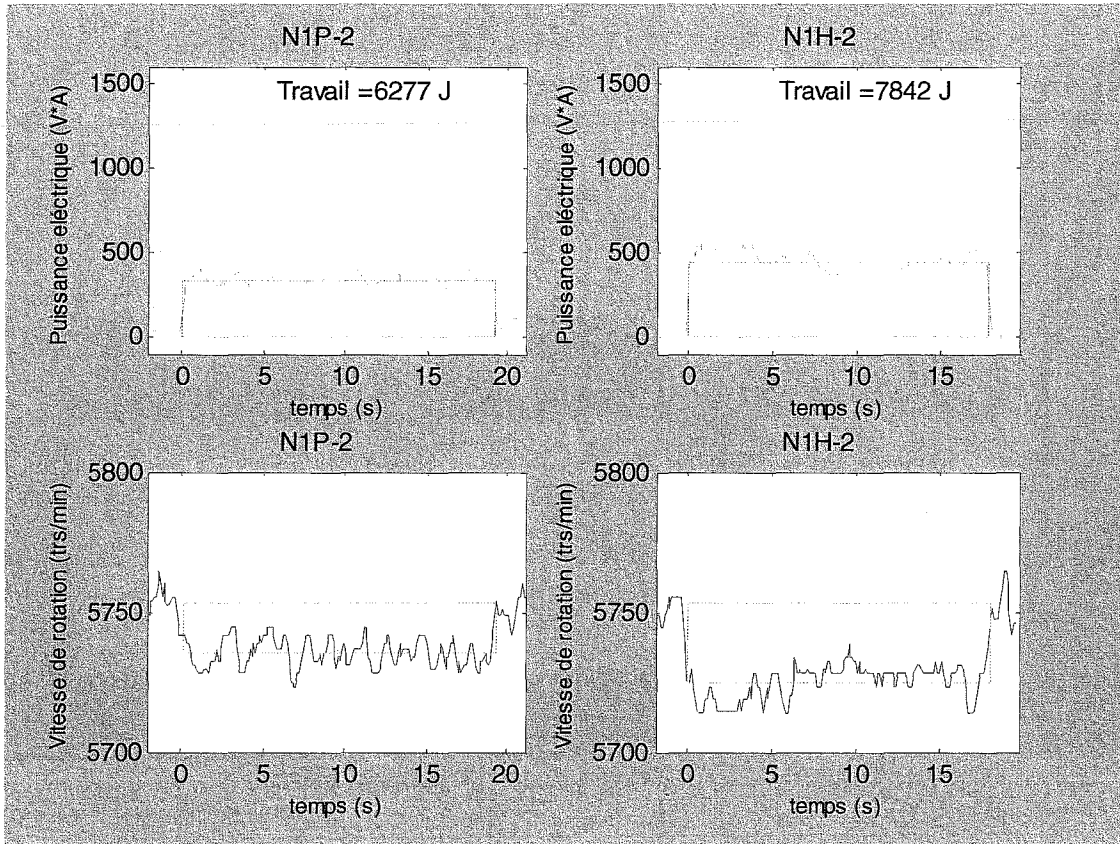 N1P-2
Travail =6277 J
Puissance eléctrique (V*A)
1500
1000
500
0
0 5 10 15 20
temps (s)
N1H-2
Travail =7842 J
Puissance eléctrique (V*A)
1500
1000
500
0
0 5 10 15
temps (s)
N1P-2
Vitesse de rotation (trs/min)
5800
5750
5700
0 5 10 15 20
temps (s)
N1H-2
Vitesse de rotation (trs/min)
5800
5750
5700
0 5 10 15
temps (s)